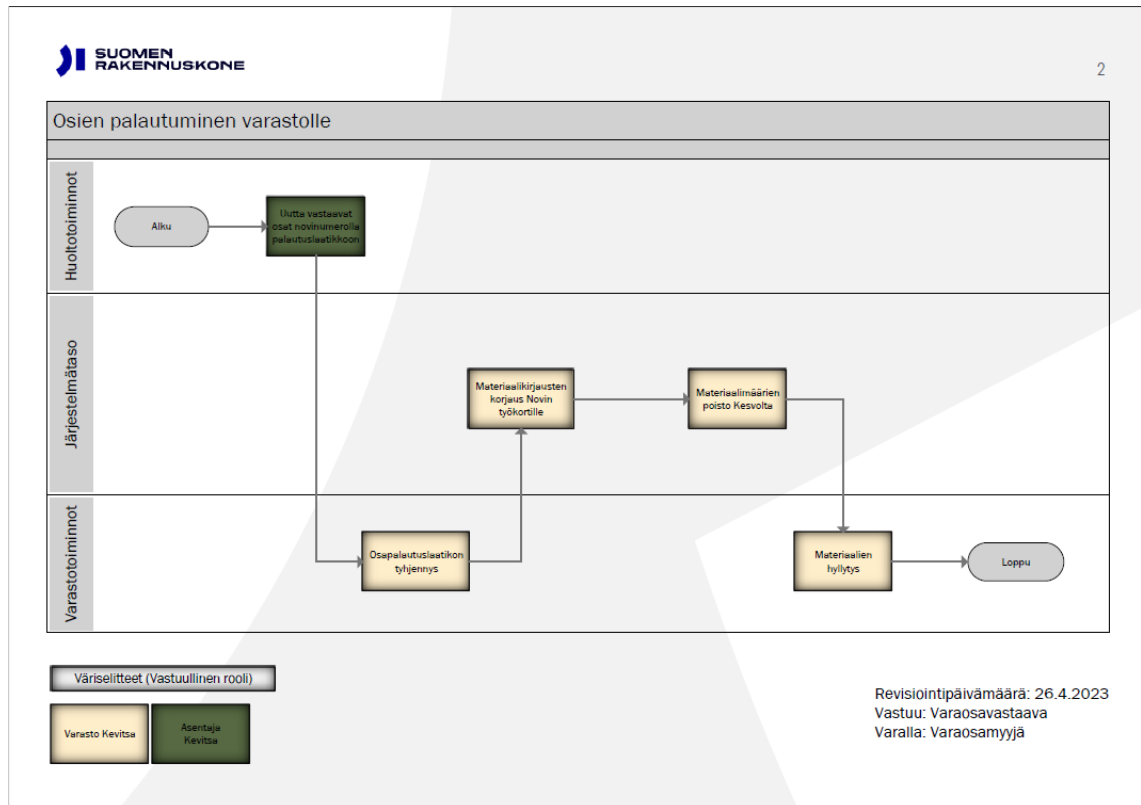 SUOMEN
RAKENNUSKONE
2
Osien palautuminen varastolle
Huoltotoiminnot
Alku
Uutta vastaavat
osat novinumerolla
palautuslaatikkoon
Järjestelmätaso
Materiaalikirjausten
korjaus Novin
työkortille
Materiaalimäärien
poisto Kesvolta
Varastotoiminnot
Osapalautuslaatikon
tyhjennys
Materiaalien
hyllytys
Loppu
Väriselitteet (Vastuullinen rooli)
Varasto Kevitsa
Asentaja
Kevitsa
Revisiointipäivämäärä: 26.4.2023
Vastuu: Varaosavastaava
Varalla: Varaosamyyjä